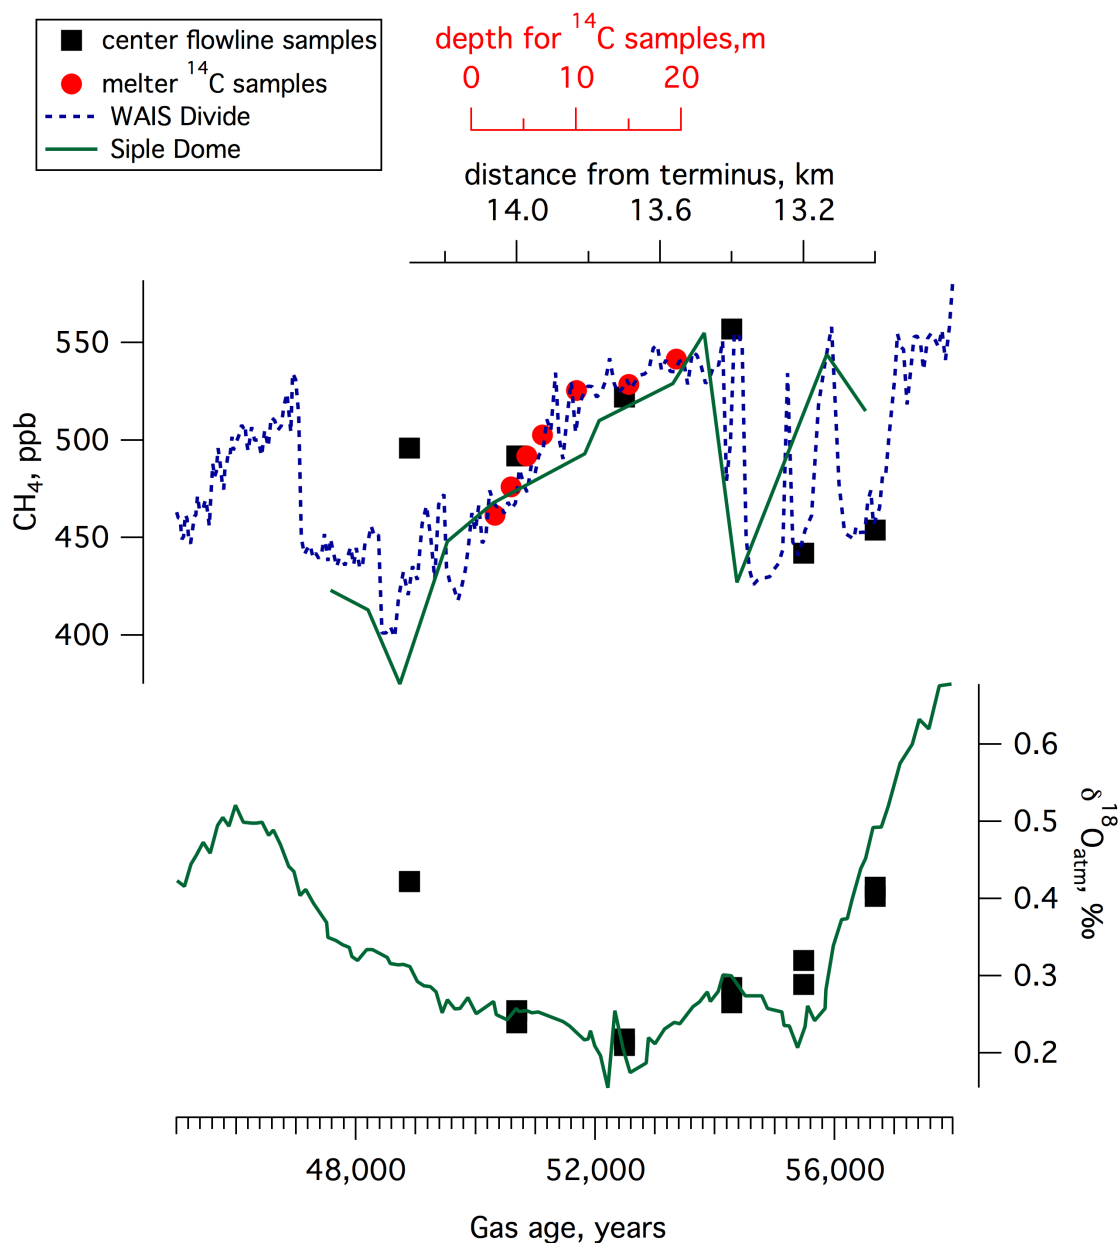 center flowline samples
melter ¹⁴C samples
WAIS Divide
Siple Dome
depth for ¹⁴C samples,m
0 10 20
distance from terminus, km
14.0 13.6 13.2
CH₄, ppb
550
500
450
400
δ¹⁸Oₐₜₘ, ‰
0.6
0.5
0.4
0.3
0.2
48,000 52,000 56,000
Gas age, years